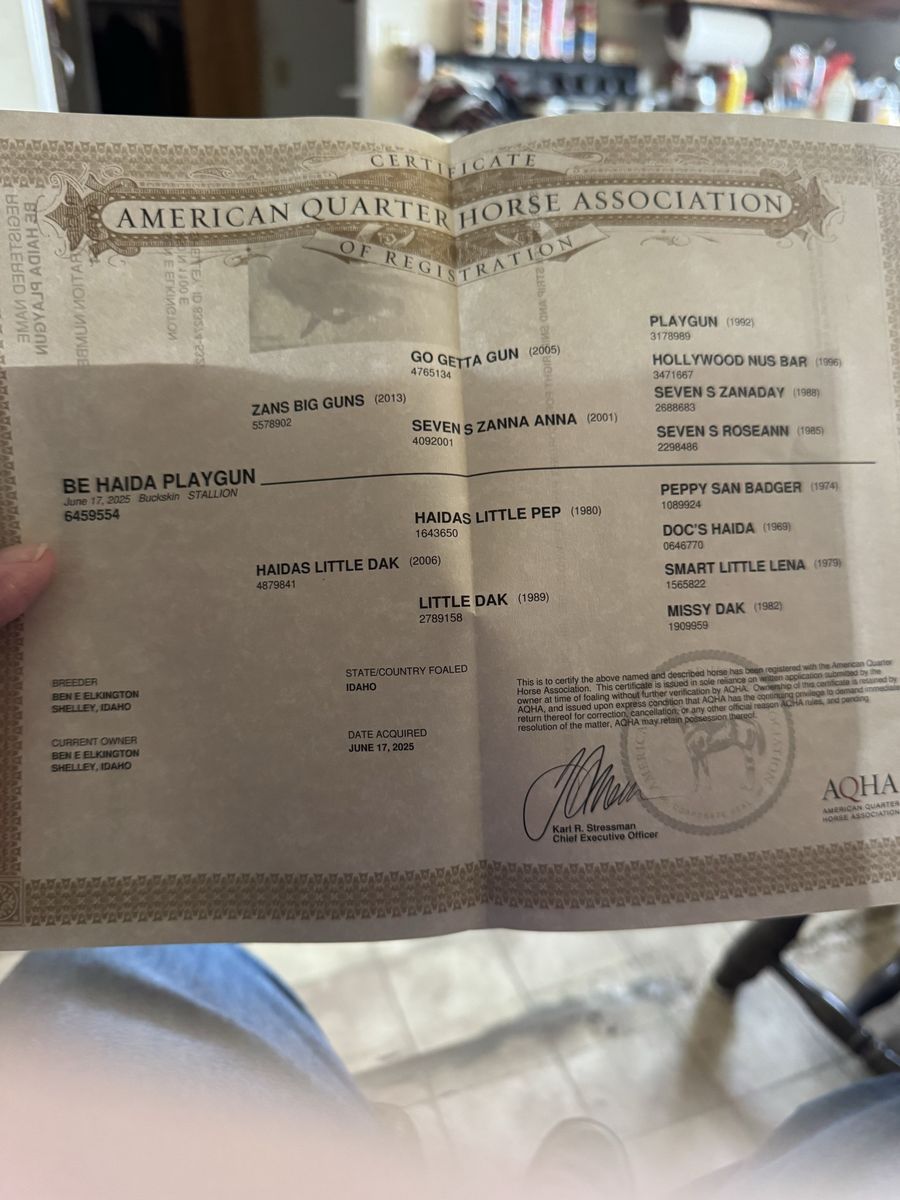 CERTIFICATE
AMERICAN QUARTER HORSE ASSOCIATION
OF REGISTRATION
PLAYGUN (1992)
3178989
GO GETTA GUN (2005)
4765134
HOLLYWOOD NUS BAR (1996)
3471667
ZANS BIG GUNS (2013)
5578902
SEVEN S ZANADAY (1988)
2688683
SEVEN S ZANNA ANNA (2001)
4092001
SEVEN S ROSEANN (1985)
2298486
BE HAIDA PLAYGUN
June 17, 2025 Buckskin STALLION
6459554
PEPPY SAN BADGER (1974)
1089924
HAIDAS LITTLE PEP (1980)
1643650
DOC'S HAIDA (1969)
0646770
HAIDAS LITTLE DAK (2006)
4879841
SMART LITTLE LENA (1979)
1565822
LITTLE DAK (1989)
2789158
MISSY DAK (1982)
1909959
BREEDER
BEN E ELKINGTON
SHELLEY, IDAHO
STATE/COUNTRY FOALED
IDAHO
CURRENT OWNER
BEN E ELKINGTON
SHELLEY, IDAHO
DATE ACQUIRED
JUNE 17, 2025
This is to certify the above named and described horse has been registered with the American Quarter
Horse Association. This certificate is issued in sole reliance on written application submitted by the
owner at time of foaling without further verification by AQHA. Ownership of this certificate is retained by
AQHA, and issued upon express condition that AQHA has the continuing privilege to demand immediate
return thereof for correction, cancellation, or any other official reason AQHA rules, and pending
resolution of the matter, AQHA may retain possession thereof.
Karl R. Stressman
Chief Executive Officer
AQHA
AMERICAN QUARTER
HORSE ASSOCIATION
REGISTERED NAME
BE HAIDA PLAYGUN